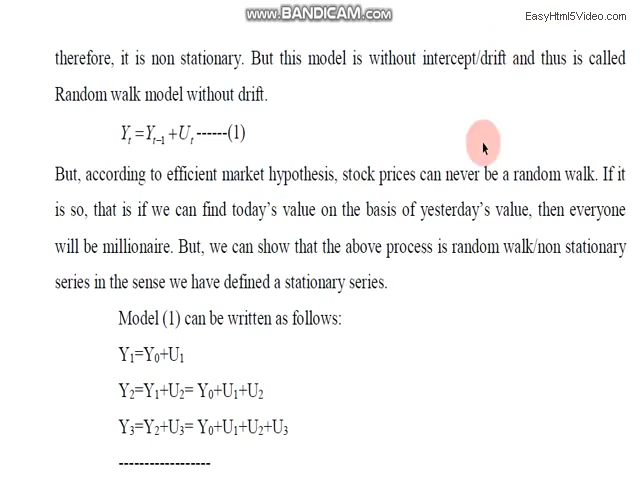 www.BANDICAM.com
EasyHtml5Video.com
therefore, it is non stationary. But this model is without intercept/drift and thus is called
Random walk model without drift.
Yₜ =Yₜ₋₁ +Uₜ ------(1)
But, according to efficient market hypothesis, stock prices can never be a random walk. If it
is so, that is if we can find today’s value on the basis of yesterday’s value, then everyone
will be millionaire. But, we can show that the above process is random walk/non stationary
series in the sense we have defined a stationary series.
Model (1) can be written as follows:
Y₁=Y₀+U₁
Y₂=Y₁+U₂= Y₀+U₁+U₂
Y₃=Y₂+U₃= Y₀+U₁+U₂+U₃
------------------